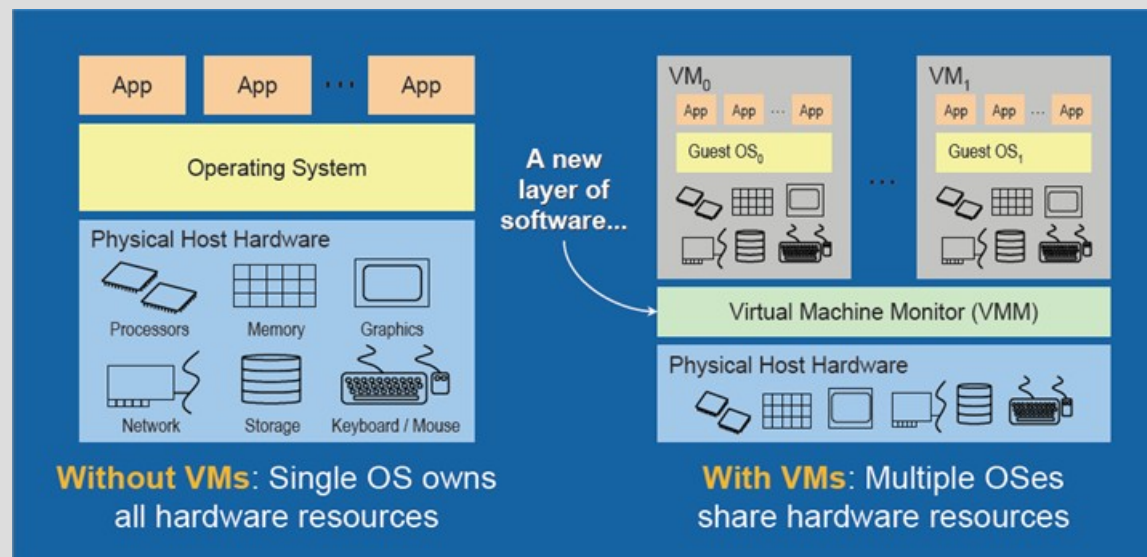 App App ... App
Operating System
Physical Host Hardware
Processors Memory Graphics
Network Storage Keyboard / Mouse
Without VMs: Single OS owns
all hardware resources
A new
layer of
software...
VM0
App App ... App
Guest OS0
...
VM1
App App ... App
Guest OS1
Virtual Machine Monitor (VMM)
Physical Host Hardware
With VMs: Multiple OSes
share hardware resources